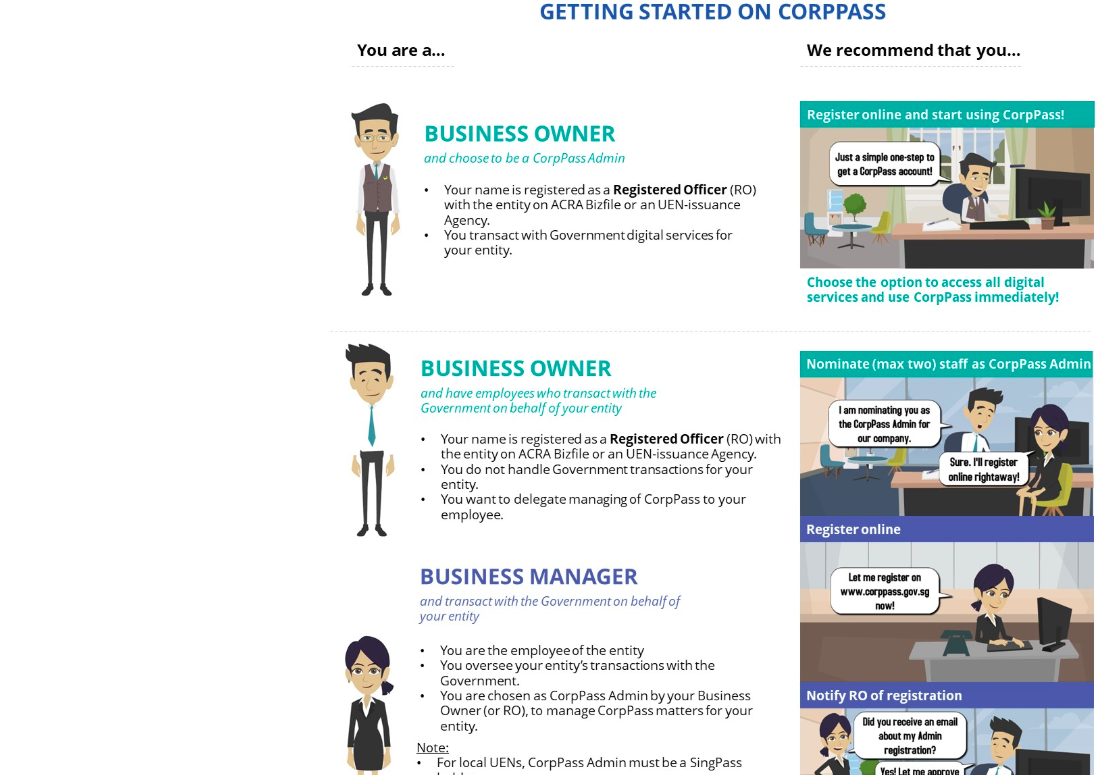 GETTING STARTED ON CORPPASS
You are a...
We recommend that you...
BUSINESS OWNER
and choose to be a CorpPass Admin
• Your name is registered as a Registered Officer (RO)
with the entity on ACRA Bizfile or an UEN-issuance
Agency.
• You transact with Government digital services for
your entity.
Register online and start using CorpPass!
Just a simple one-step to
get a CorpPass account!
Choose the option to access all digital
services and use CorpPass immediately!
BUSINESS OWNER
and have employees who transact with the
Government on behalf of your entity
• Your name is registered as a Registered Officer (RO) with
the entity on ACRA Bizfile or an UEN-issuance Agency.
• You do not handle Government transactions for your
entity.
• You want to delegate managing of CorpPass to your
employee.
Nominate (max two) staff as CorpPass Admin
I am nominating you as
the CorpPass Admin for
our company.
Sure. I'll register
online rightaway!
BUSINESS MANAGER
and transact with the Government on behalf of
your entity
• You are the employee of the entity
• You oversee your entity's transactions with the
Government.
• You are chosen as CorpPass Admin by your Business
Owner (or RO), to manage CorpPass matters for your
entity.
Note:
• For local UENs, CorpPass Admin must be a SingPass
Register online
Let me register on
www.corppass.gov.sg
now!
Notify RO of registration
Did you receive an email
about my Admin
registration?
Yes! Let me approve